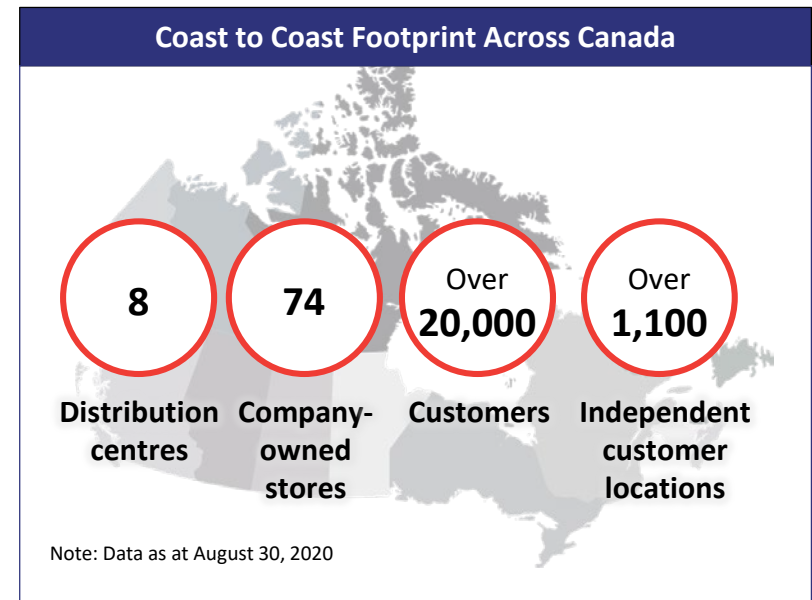 Coast to Coast Footprint Across Canada
8
74
Over
20,000
Over
1,100
Distribution
centres
Company-
owned
stores
Customers
Independent
customer
locations
Note: Data as at August 30, 2020